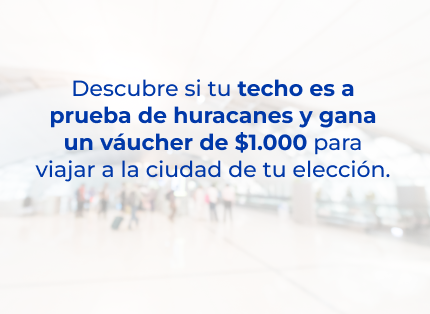 Descubre si tu techo es a
prueba de huracanes y gana
un váucher de $1.000 para
viajar a la ciudad de tu elección.